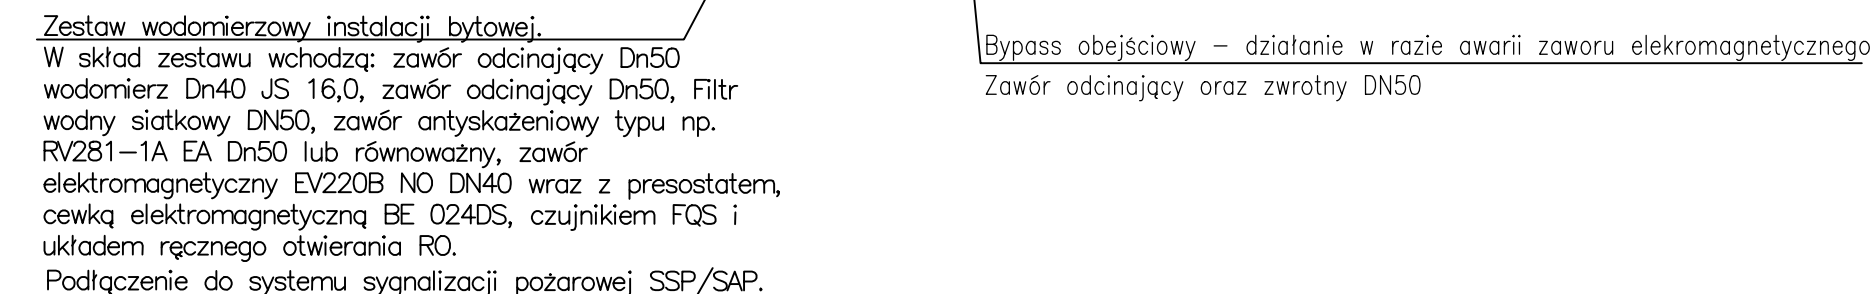 Zestaw wodomierzowy instalacji bytowej.
W skład zestawu wchodzą: zawór odcinający Dn50
wodomierz Dn40 JS 16,0, zawór odcinający Dn50, Filtr
wodny siatkowy DN50, zawór antyskażeniowy typu np.
RV281-1A EA Dn50 lub równoważny, zawór
elektromagnetyczny EV220B NO DN40 wraz z presostatem,
cewką elektromagnetyczną BE 024DS, czujnikiem FQS i
układem ręcznego otwierania RO.
Podłączenie do systemu sygnalizacji pożarowej SSP/SAP.
Bypass obejściowy – działanie w razie awarii zaworu elekromagnetycznego
Zawór odcinający oraz zwrotny DN50